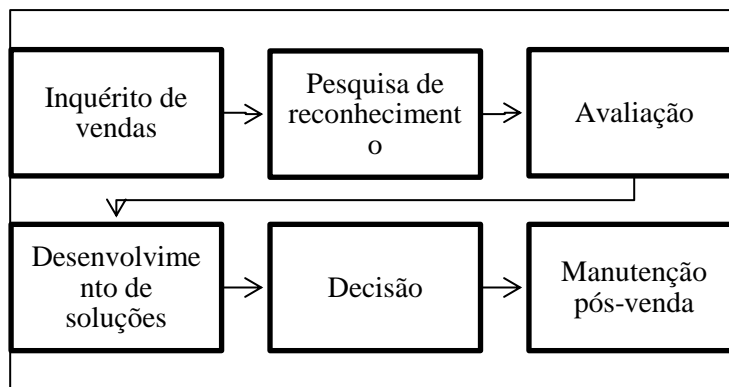 Inquérito de
vendas
Pesquisa de
reconheciment
o
Avaliação
Desenvolvime
nto de
soluções
Decisão
Manutenção
pós-venda